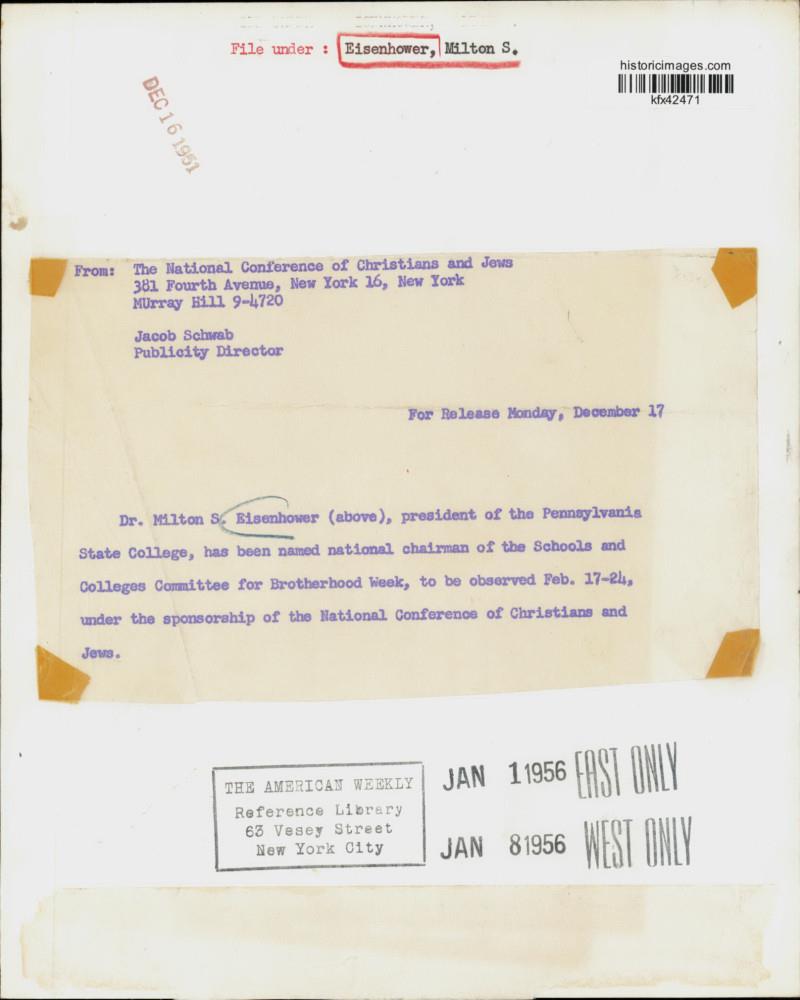 File under : Eisenhower, Milton S.
historicimages.com
kfx42471
DEC 16 1951
From: The National Conference of Christians and Jews
381 Fourth Avenue, New York 16, New York
MUrray Hill 9-4720
Jacob Schwab
Publicity Director
For Release Monday, December 17
Dr. Milton S. Eisenhower (above), president of the Pennsylvania
State College, has been named national chairman of the Schools and
Colleges Committee for Brotherhood Week, to be observed Feb. 17-24,
under the sponsorship of the National Conference of Christians and
Jews.
THE AMERICAN WEEKLY
Reference Library
63 Vesey Street
New York City
JAN 1 1956 EAST ONLY
JAN 8 1956 WEST ONLY